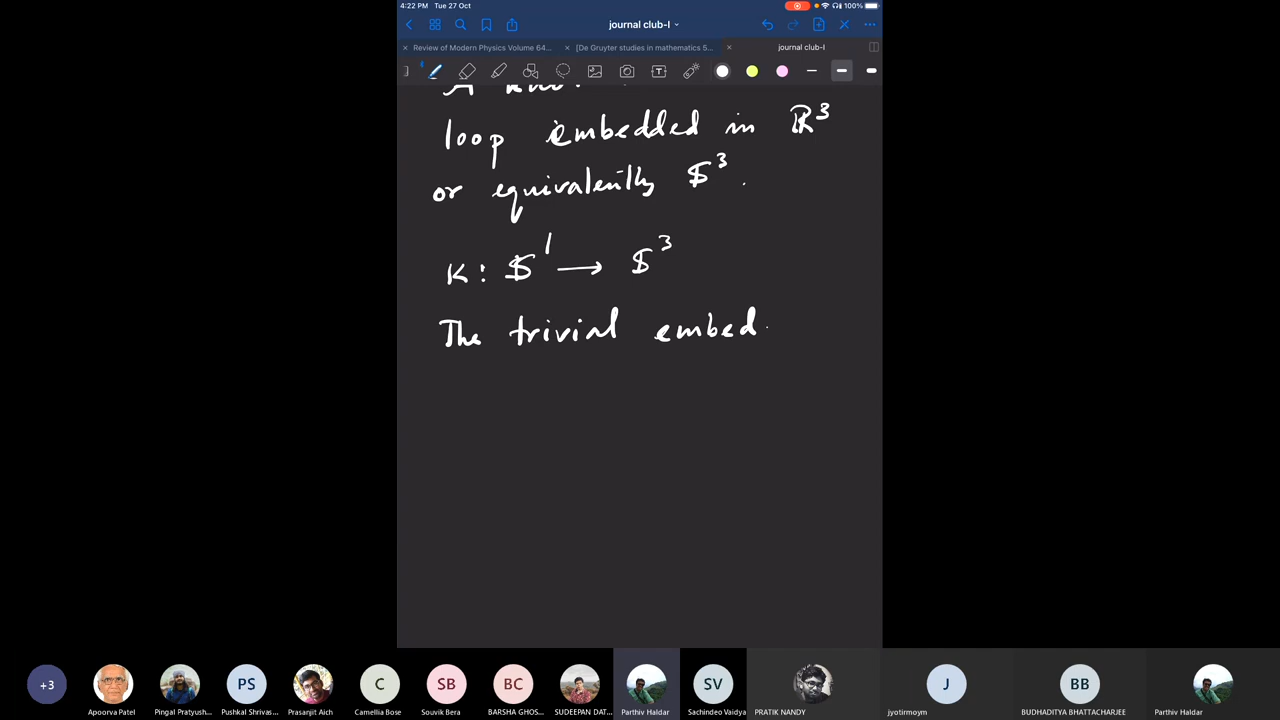 4:22 PM Tue 27 Oct
100%
journal club-I
Review of Modern Physics Volume 64...
[De Gruyter studies in mathematics 5...
journal club-I
A
loop embedded in ℝ³
or equivalently 𝕊³.
K: 𝕊¹ → 𝕊³
The trivial embed
+3
PS
C
SB
BC
SV
J
BB
Apoorva Patel
Pingal Pratyush...
Pushkal Shrivas...
Prasanjit Aich
Camellia Bose
Souvik Bera
BARSHA GHOS...
SUDEEPAN DAT...
Parthiv Haldar
Sachindeo Vaidya
PRATIK NANDY
jyotirmoym
BUDHADITYA BHATTACHARJEE
Parthiv Haldar